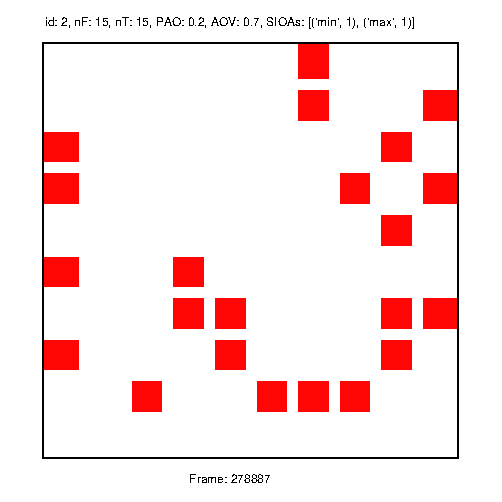 id: 2, nF: 15, nT: 15, PAO: 0.2, AOV: 0.7, SIOAs: [('min', 1), ('max', 1)]
Frame: 278887